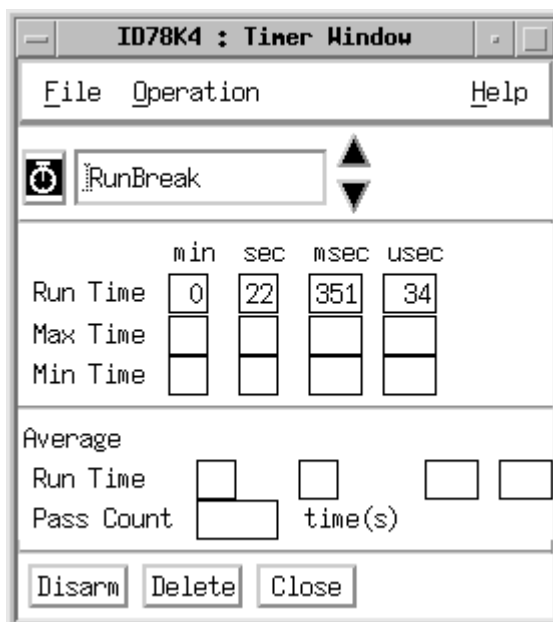 ID78K4 : Timer Window
File Operation Help
RunBreak
min sec msec usec
Run Time 0 22 351 34
Max Time
Min Time
Average
Run Time
Pass Count time(s)
Disarm Delete Close